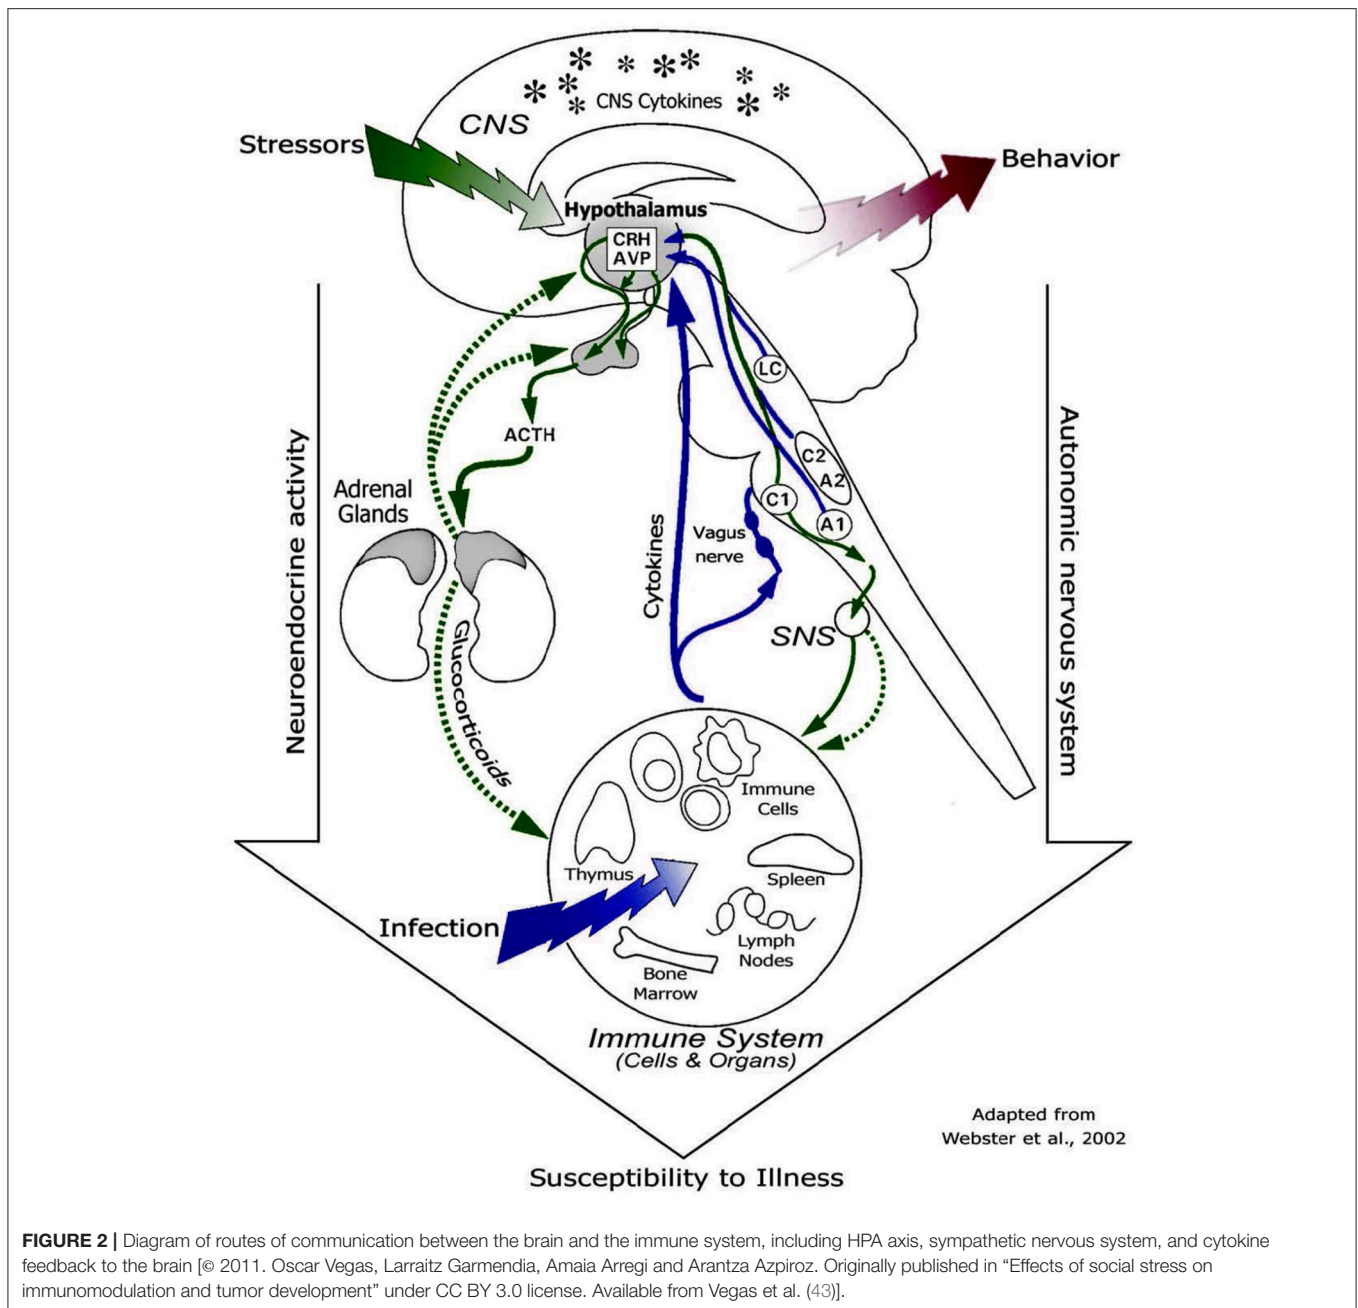 CNS Cytokines
CNS
Stressors
Behavior
Hypothalamus
CRH
AVP
LC
ACTH
C2
A2
C1
A1
Adrenal
Glands
Vagus
nerve
Cytokines
Neuroendocrine activity
Autonomic nervous system
SNS
Glucocorticoids
Immune
Cells
Thymus
Spleen
Infection
Lymph
Nodes
Bone
Marrow
Immune System
(Cells & Organs)
Adapted from
Webster et al., 2002
Susceptibility to Illness
FIGURE 2 | Diagram of routes of communication between the brain and the immune system, including HPA axis, sympathetic nervous system, and cytokine
feedback to the brain [© 2011. Oscar Vegas, Larraitz Garmendia, Amaia Arregi and Arantza Azpiroz. Originally published in “Effects of social stress on
immunomodulation and tumor development” under CC BY 3.0 license. Available from Vegas et al. (43)].